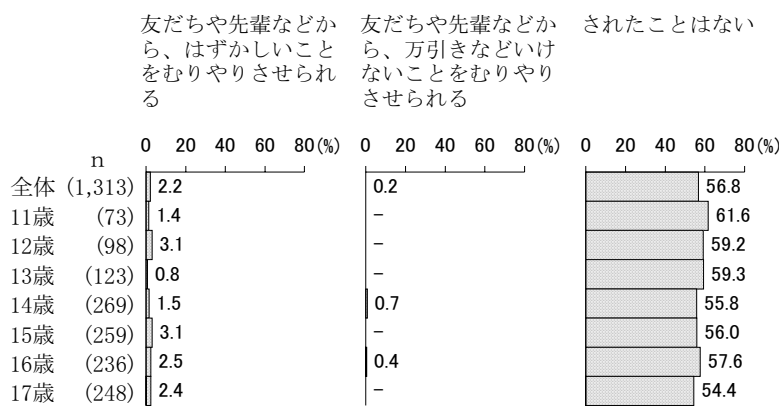 友だちや先輩などか
ら、はずかしいこと
をむりやりさせられ
る
友だちや先輩などか
ら、万引きなどいけ
ないことをむりやり
させられる
されたことはない
n
0 20 40 60 80(%) 0 20 40 60 80(%) 0 20 40 60 80(%)
全体 (1,313) 2.2 0.2 56.8
11歳 (73) 1.4 − 61.6
12歳 (98) 3.1 − 59.2
13歳 (123) 0.8 − 59.3
14歳 (269) 1.5 0.7 55.8
15歳 (259) 3.1 − 56.0
16歳 (236) 2.5 0.4 57.6
17歳 (248) 2.4 − 54.4